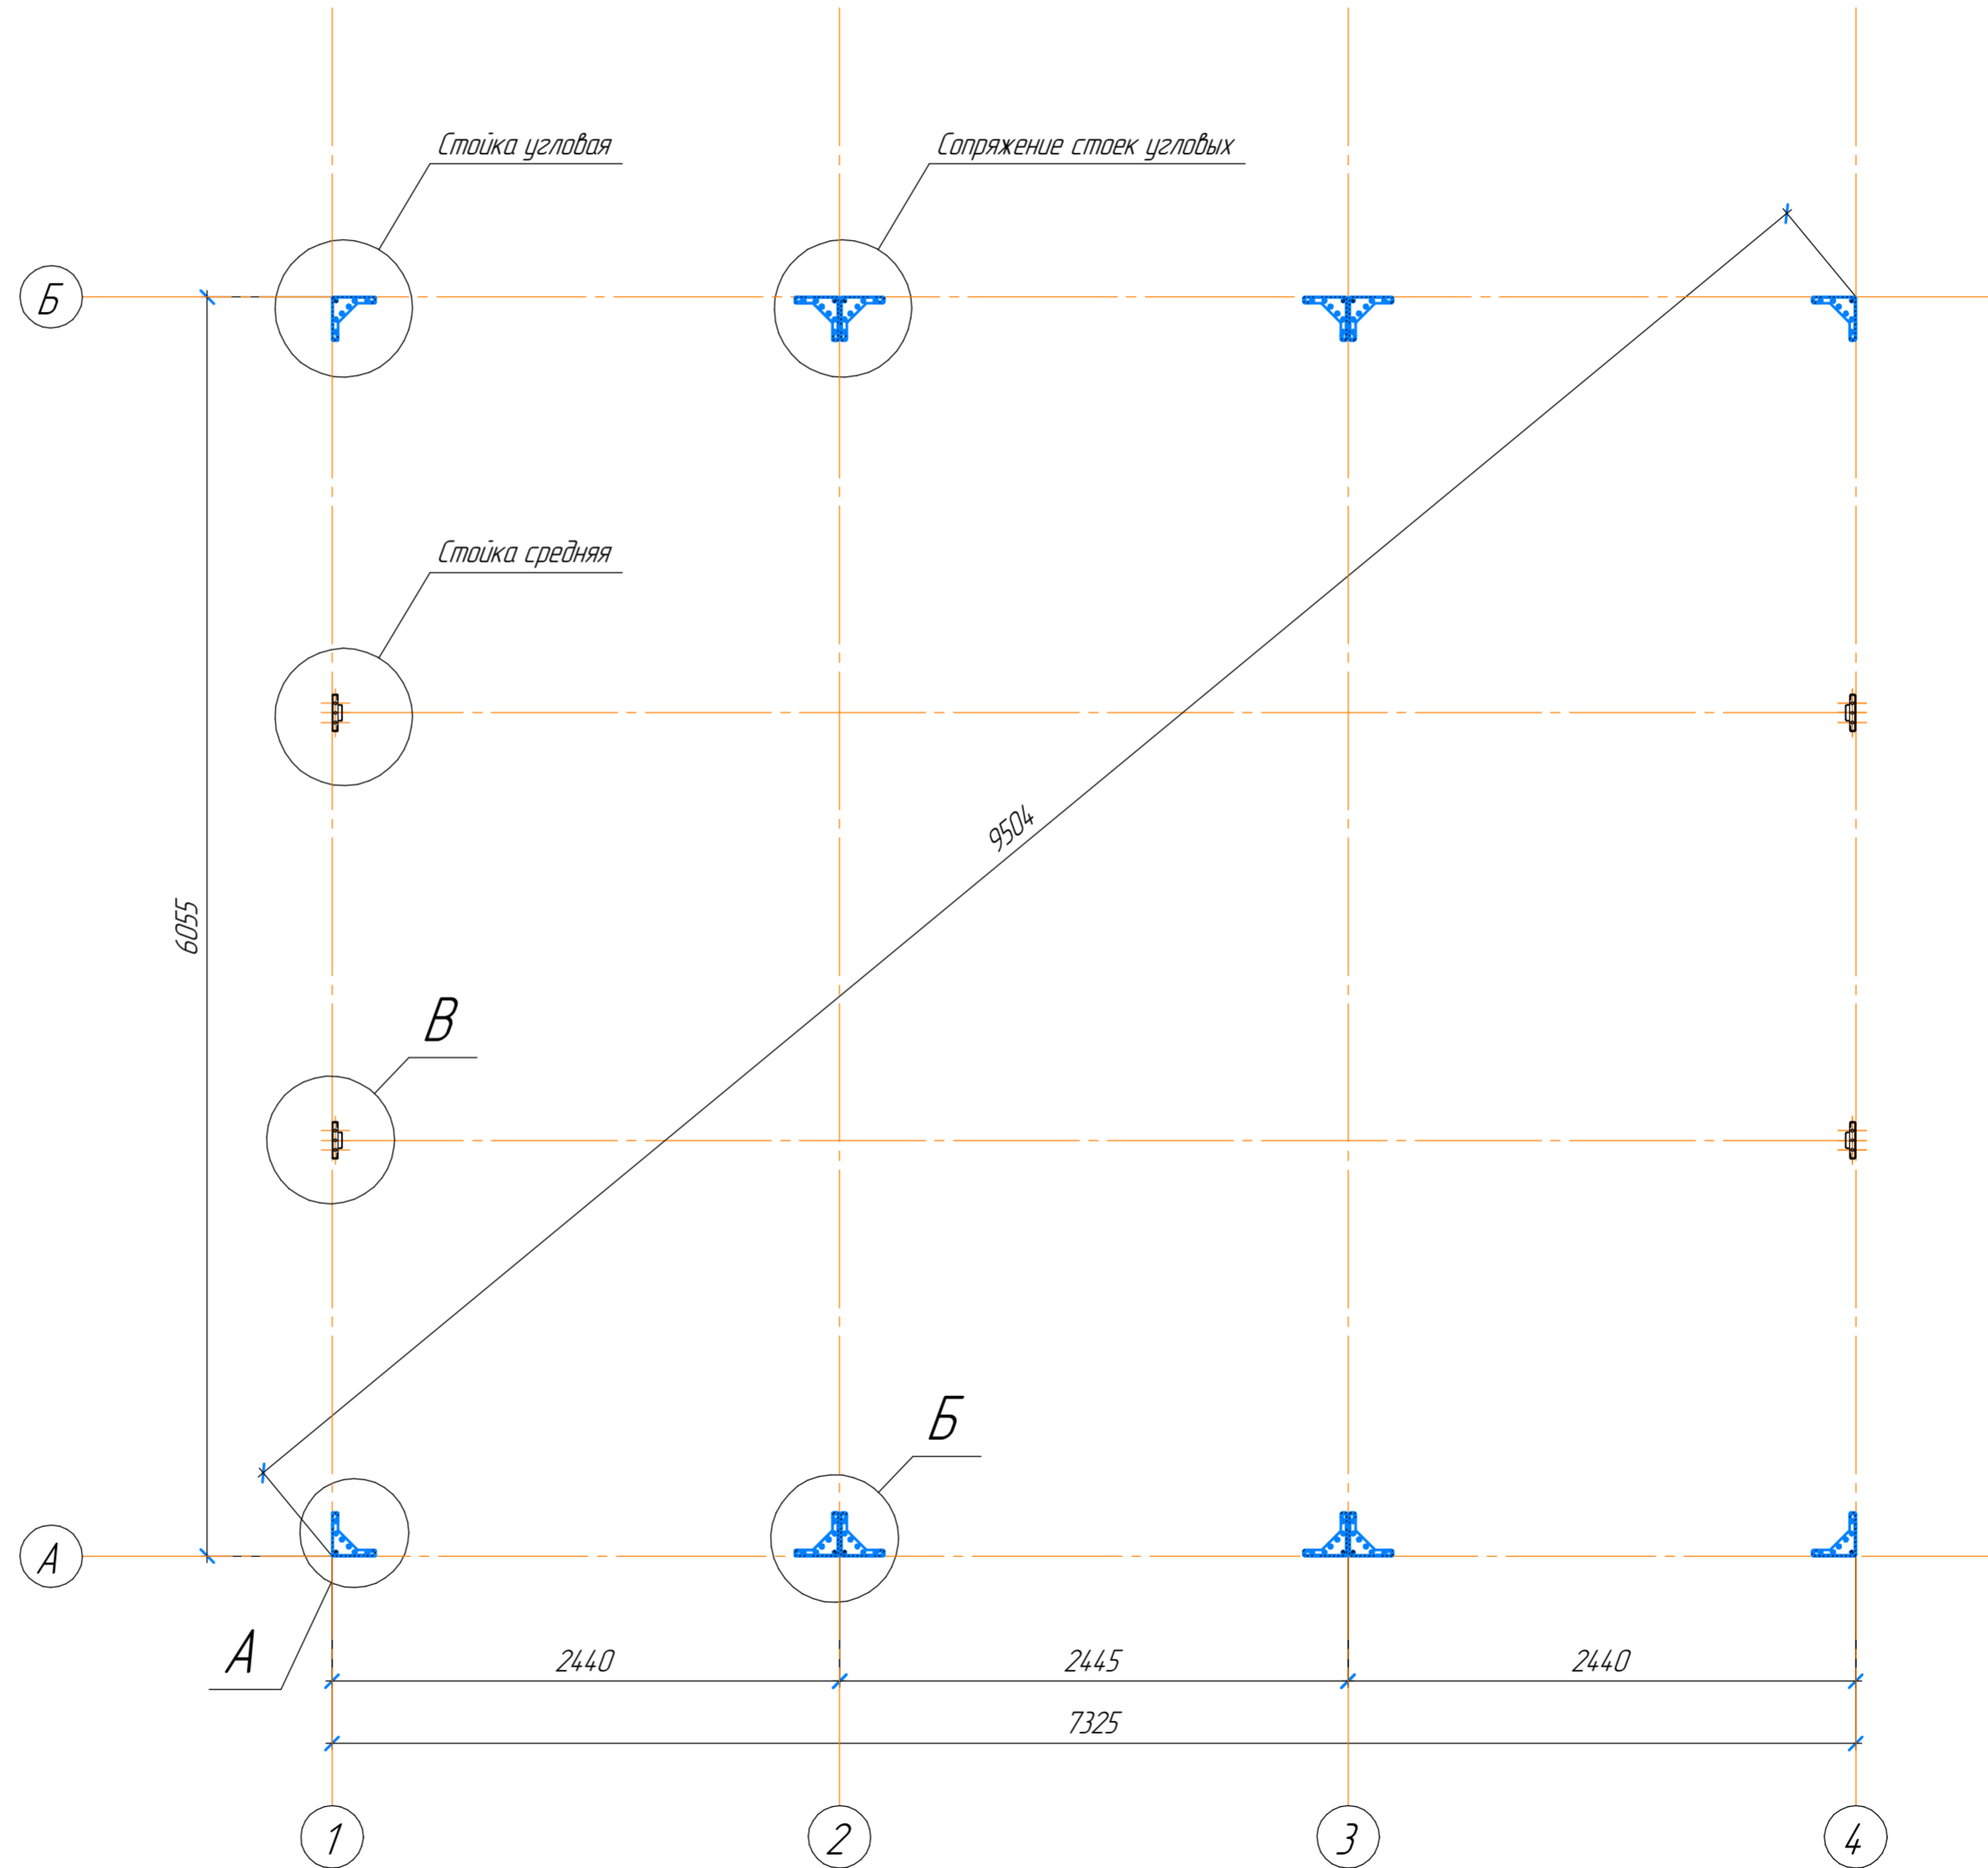 Стойка угловая
Сопряжение стоек угловых
Б
Стойка средняя
9504
6055
В
Б
А
А
2440
2445
2440
7325
1
2
3
4